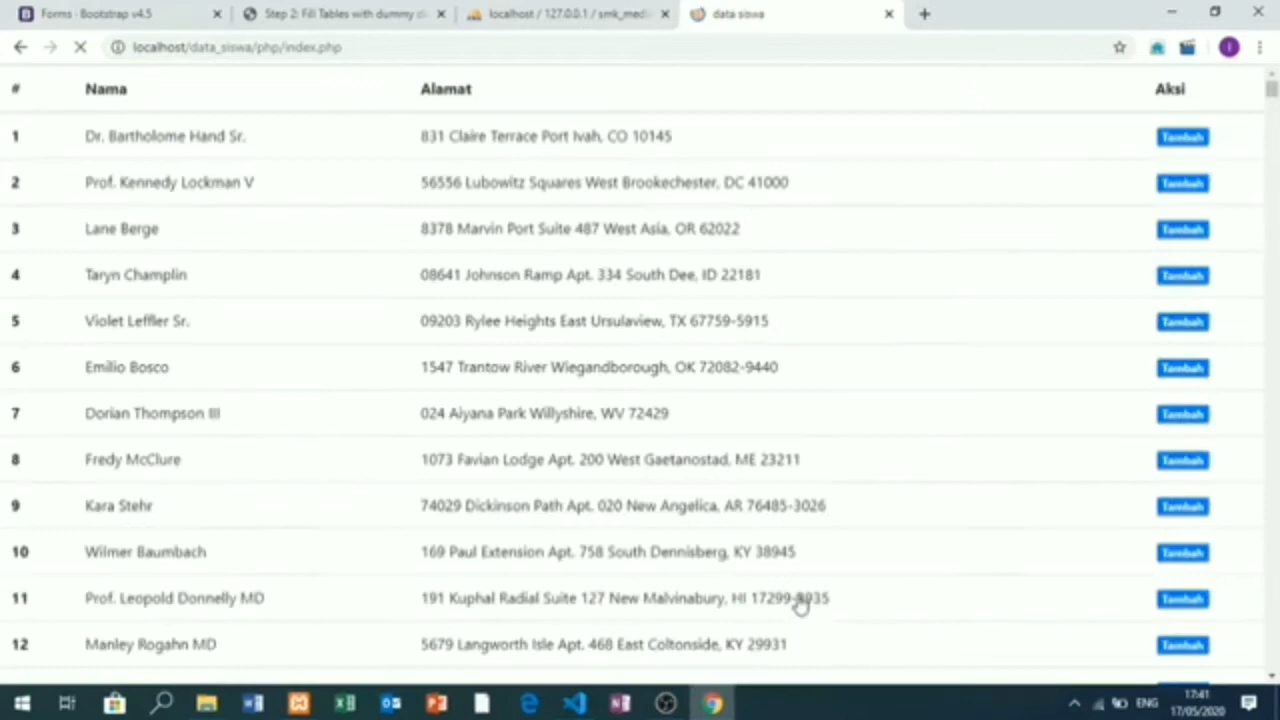 Forms · Bootstrap v4.5
Step 2: Fill Tables with dummy d
localhost / 127.0.0.1 / smk_med
data siswa
localhost/data_siswa/php/index.php
# Nama Alamat Aksi
1 Dr. Bartholome Hand Sr. 831 Claire Terrace Port Ivah, CO 10145 Tambah
2 Prof. Kennedy Lockman V 56556 Lubowitz Squares West Brookechester, DC 41000 Tambah
3 Lane Berge 8378 Marvin Port Suite 487 West Asia, OR 62022 Tambah
4 Taryn Champlin 08641 Johnson Ramp Apt. 334 South Dee, ID 22181 Tambah
5 Violet Leffler Sr. 09203 Rylee Heights East Ursulaview, TX 67759-5915 Tambah
6 Emilio Bosco 1547 Trantow River Wiegandborough, OK 72082-9440 Tambah
7 Dorian Thompson III 024 Aiyana Park Willyshire, WV 72429 Tambah
8 Fredy McClure 1073 Favian Lodge Apt. 200 West Gaetanostad, ME 23211 Tambah
9 Kara Stehr 74029 Dickinson Path Apt. 020 New Angelica, AR 76485-3026 Tambah
10 Wilmer Baumbach 169 Paul Extension Apt. 758 South Dennisberg, KY 38945 Tambah
11 Prof. Leopold Donnelly MD 191 Kuphal Radial Suite 127 New Malvinabury, HI Tambah
12 Manley Rogahn MD 5679 Langworth Isle Apt. 468 East Coltonside, KY 29931 Tambah
ENG
17:41
17/05/2020